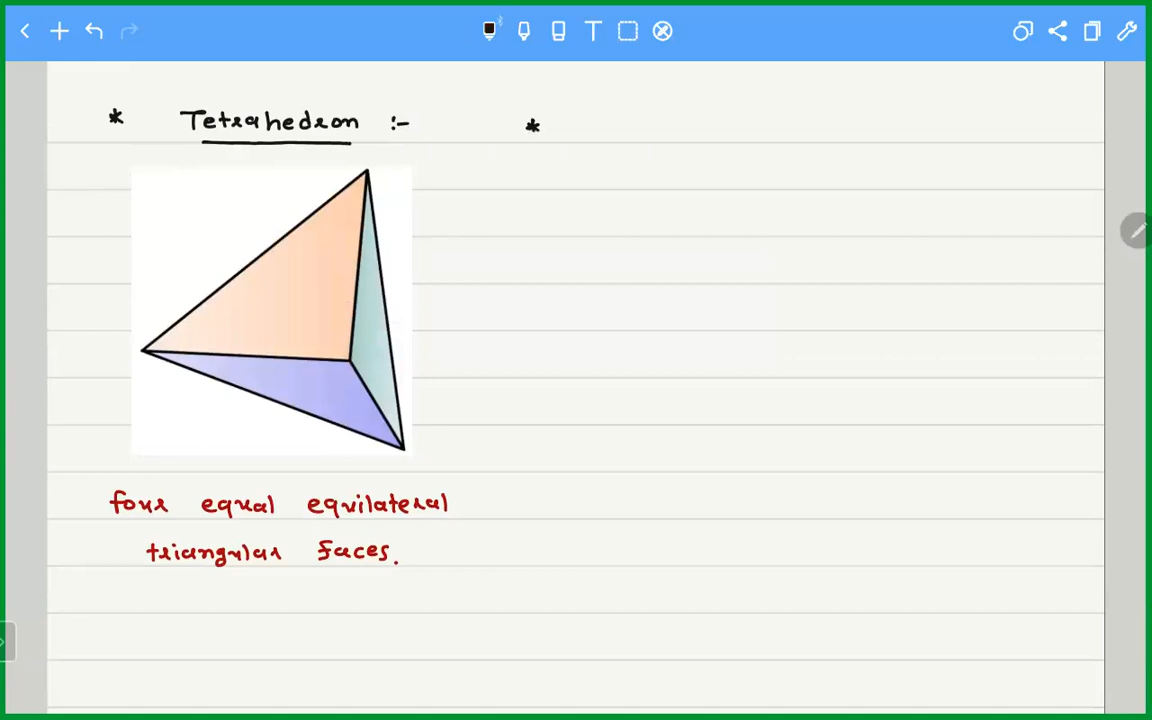 * Tetrahedron :- *
four equal equilateral
triangular faces.